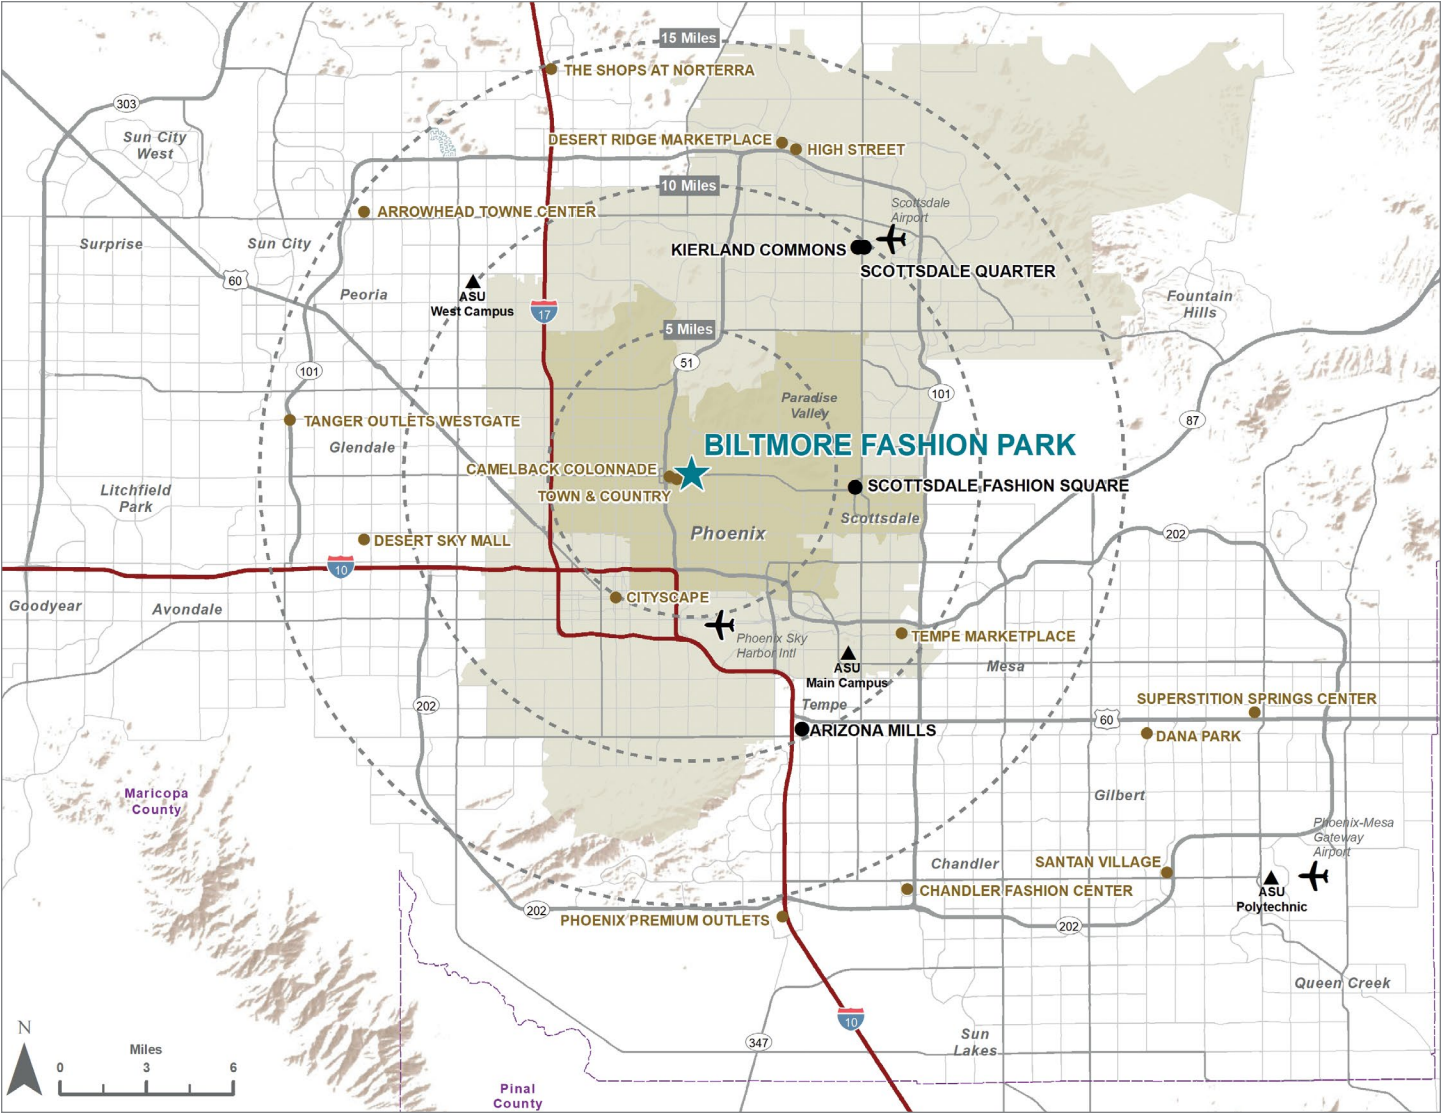 15 Miles
THE SHOPS AT NORTERRA
303
Sun City
West
DESERT RIDGE MARKETPLACE
HIGH STREET
10 Miles
ARROWHEAD TOWNE CENTER
Scottsdale
Airport
Surprise
Sun City
KIERLAND COMMONS
SCOTTSDALE QUARTER
60
Peoria
ASU
West Campus
17
Fountain
Hills
5 Miles
51
101
101
Paradise
Valley
87
TANGER OUTLETS WESTGATE
Glendale
BILTMORE FASHION PARK
CAMELBACK COLONNADE
TOWN & COUNTRY
SCOTTSDALE FASHION SQUARE
Litchfield
Park
Scottsdale
Phoenix
202
DESERT SKY MALL
10
Goodyear
Avondale
CITYSCAPE
Phoenix Sky
Harbor Intl
TEMPE MARKETPLACE
ASU
Main Campus
Mesa
202
Tempe
SUPERSTITION SPRINGS CENTER
60
ARIZONA MILLS
DANA PARK
Maricopa
County
Gilbert
Phoenix-Mesa
Gateway
Airport
Chandler
SANTAN VILLAGE
CHANDLER FASHION CENTER
ASU
Polytechnic
202
PHOENIX PREMIUM OUTLETS
202
Queen Creek
10
N
Miles
0 3 6
347
Sun
Lakes
Pinal
County